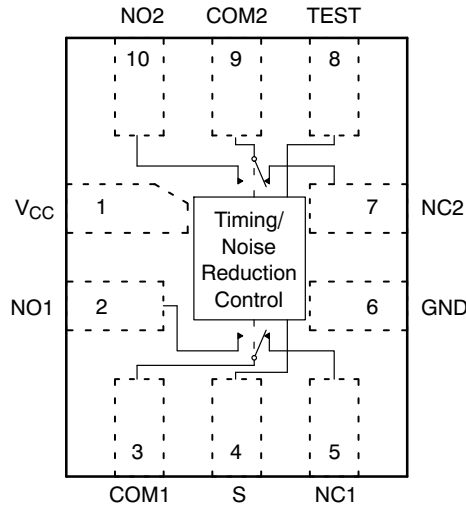 NO2 COM2 TEST
10 9 8
V_CC 1 7 NC2
Timing/
Noise
Reduction
Control
NO1 2 6 GND
3 4 5
COM1 S NC1